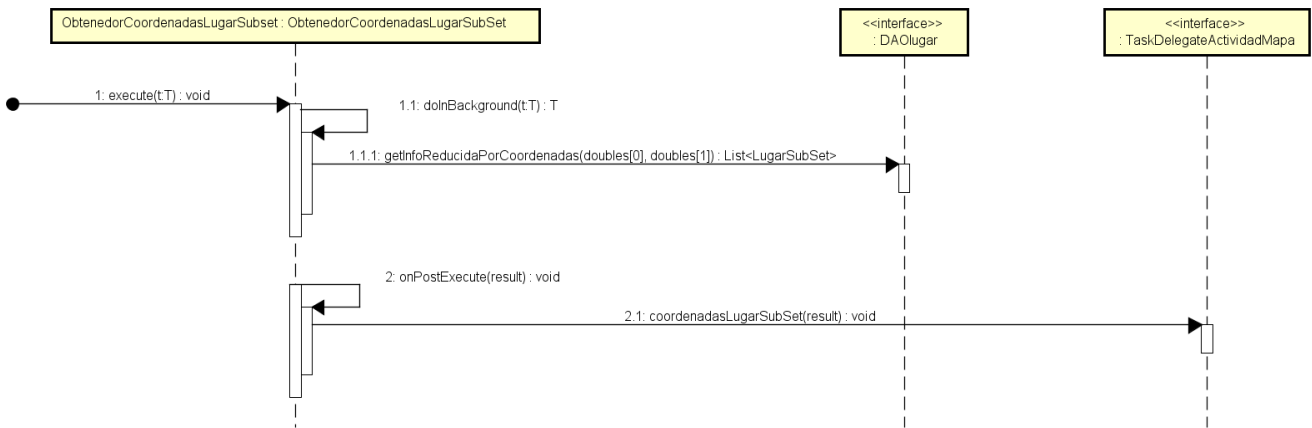 ObtenedorCoordenadasLugarSubset : ObtenedorCoordenadasLugarSubSet
<<interface>>
: DAOlugar
<<interface>>
: TaskDelegateActividadMapa
1: execute(t:T) : void
1.1: doInBackground(t:T) : T
1.1.1: getInfoReducidaPorCoordenadas(doubles[0], doubles[1]) : List<LugarSubSet>
2: onPostExecute(result) : void
2.1: coordenadasLugarSubSet(result) : void